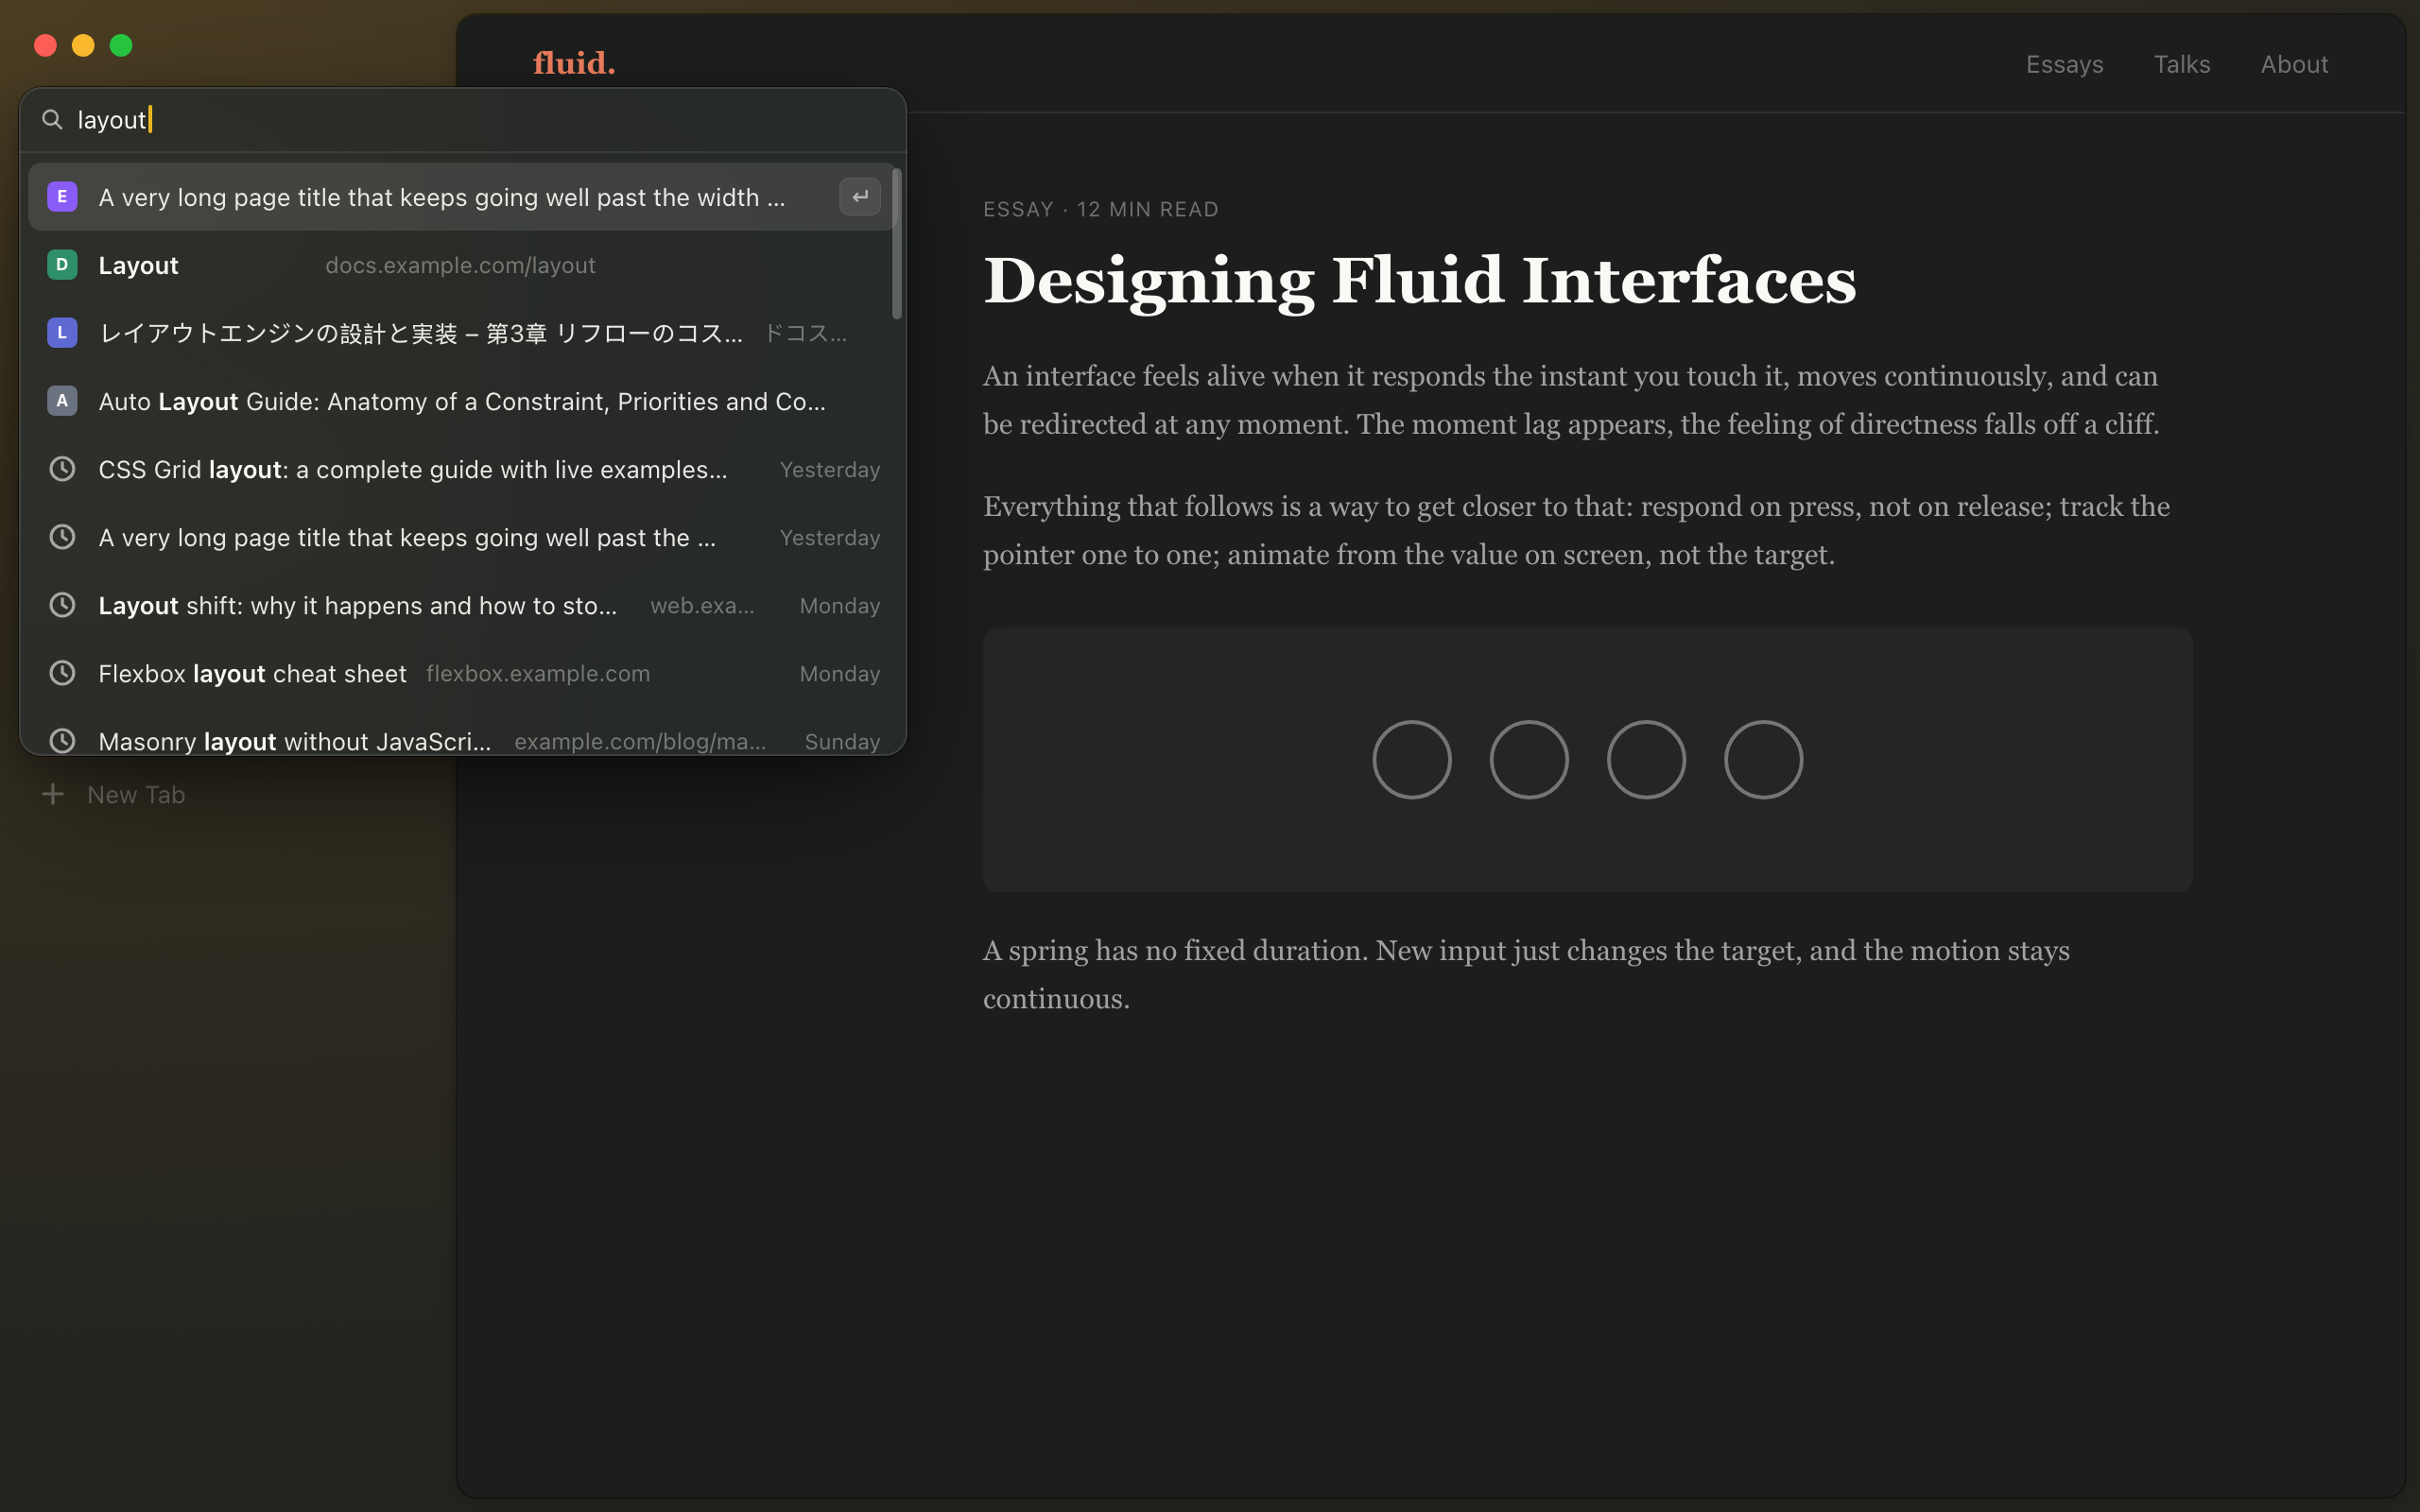 fluid.
Essays Talks About
layout
E A very long page title that keeps going well past the width ...
D Layout docs.example.com/layout
L レイアウトエンジンの設計と実装 – 第3章 リフローのコス... ドコス...
A Auto Layout Guide: Anatomy of a Constraint, Priorities and Co...
CSS Grid layout: a complete guide with live examples... Yesterday
A very long page title that keeps going well past the ... Yesterday
Layout shift: why it happens and how to sto... web.exa... Monday
Flexbox layout cheat sheet flexbox.example.com Monday
Masonry layout without JavaScri... example.com/blog/ma... Sunday
New Tab
ESSAY · 12 MIN READ
Designing Fluid Interfaces
An interface feels alive when it responds the instant you touch it, moves continuously, and can
be redirected at any moment. The moment lag appears, the feeling of directness falls off a cliff.
Everything that follows is a way to get closer to that: respond on press, not on release; track the
pointer one to one; animate from the value on screen, not the target.
A spring has no fixed duration. New input just changes the target, and the motion stays
continuous.